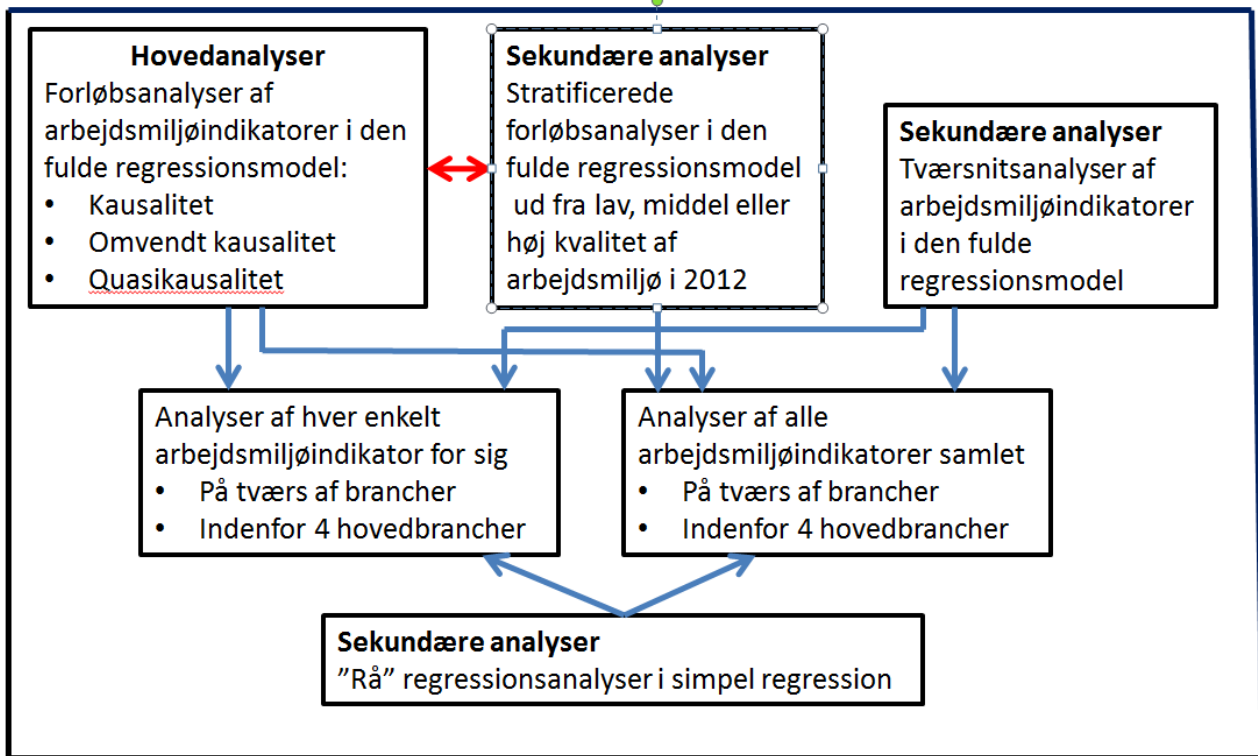 Hovedanalyser
Forløbsanalyser af
arbejdsmiljøindikatorer i den
fulde regressionsmodel:
• Kausalitet
• Omvendt kausalitet
• Quasikausalitet
Sekundære analyser
Stratificerede
forløbsanalyser i den
fulde regressionsmodel
ud fra lav, middel eller
høj kvalitet af
arbejdsmiljø i 2012
Sekundære analyser
Tværsnitsanalyser af
arbejdsmiljøindikatorer
i den fulde
regressionsmodel
Analyser af hver enkelt
arbejdsmiljøindikator for sig
• På tværs af brancher
• Indenfor 4 hovedbrancher
Analyser af alle
arbejdsmiljøindikatorer samlet
• På tværs af brancher
• Indenfor 4 hovedbrancher
Sekundære analyser
”Rå” regressionsanalyser i simpel regression